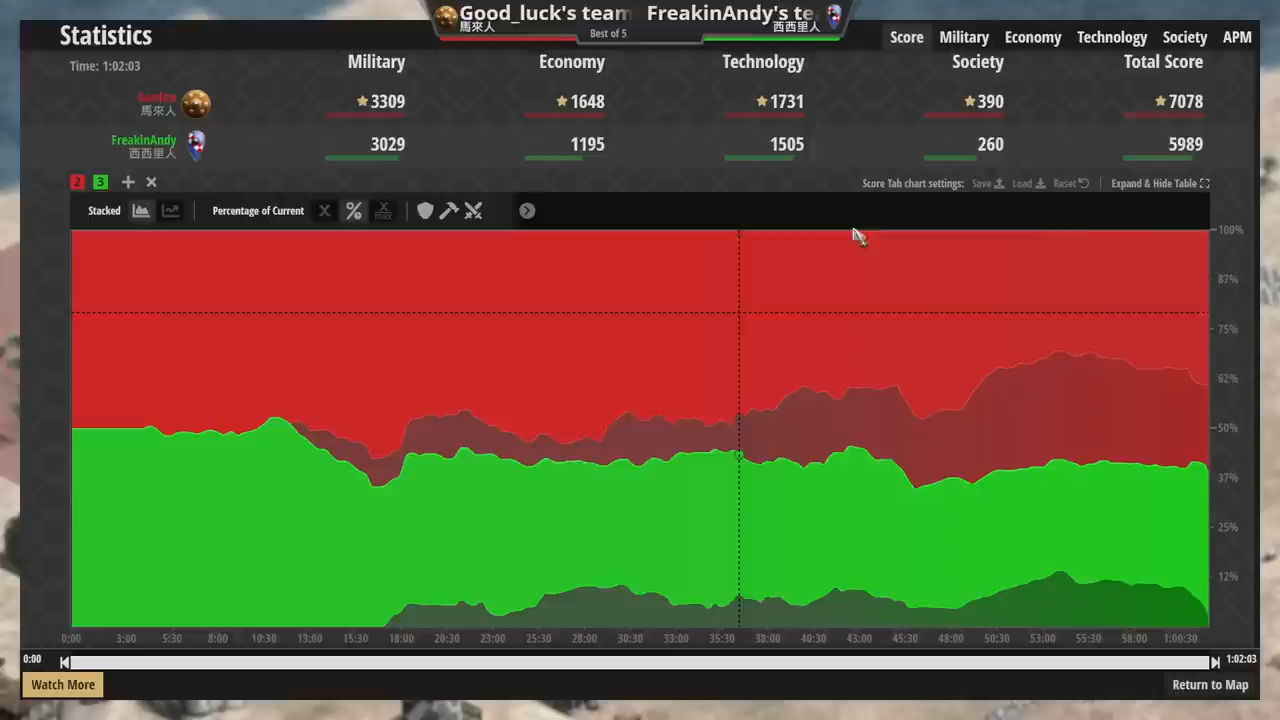 Good_luck's team FreakinAndy's te
馬來人 西西里人
Best of 5
Statistics
Score Military Economy Technology Society APM
Time: 1:02:03
Military Economy Technology Society Total Score
3309 1648 1731 390 7078
馬來人
FreakinAndy 3029 1195 1505 260 5989
西西里人
2 3
Score Tab chart settings: Save Load Reset Expand & Hide Table
Stacked Percentage of Current X % X max
100%
87%
75%
62%
50%
37%
25%
12%
0:00 3:00 5:30 8:00 10:30 13:00 15:30 18:00 20:30 23:00 25:30 28:00 30:30 33:00 35:30 38:00 40:30 43:00 45:30 48:00 50:30 53:00 55:30 58:00 1:00:30
0:00 1:02:03
Watch More Return to Map